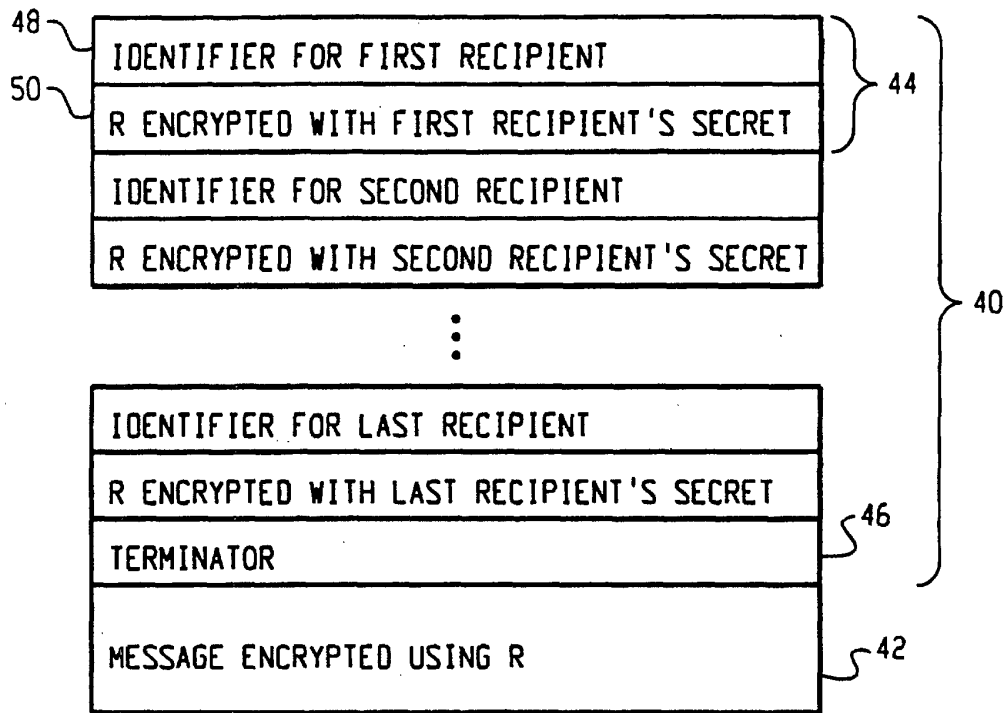 48
IDENTIFIER FOR FIRST RECIPIENT
44
50
R ENCRYPTED WITH FIRST RECIPIENT'S SECRET
IDENTIFIER FOR SECOND RECIPIENT
R ENCRYPTED WITH SECOND RECIPIENT'S SECRET
40
IDENTIFIER FOR LAST RECIPIENT
R ENCRYPTED WITH LAST RECIPIENT'S SECRET
46
TERMINATOR
MESSAGE ENCRYPTED USING R
42